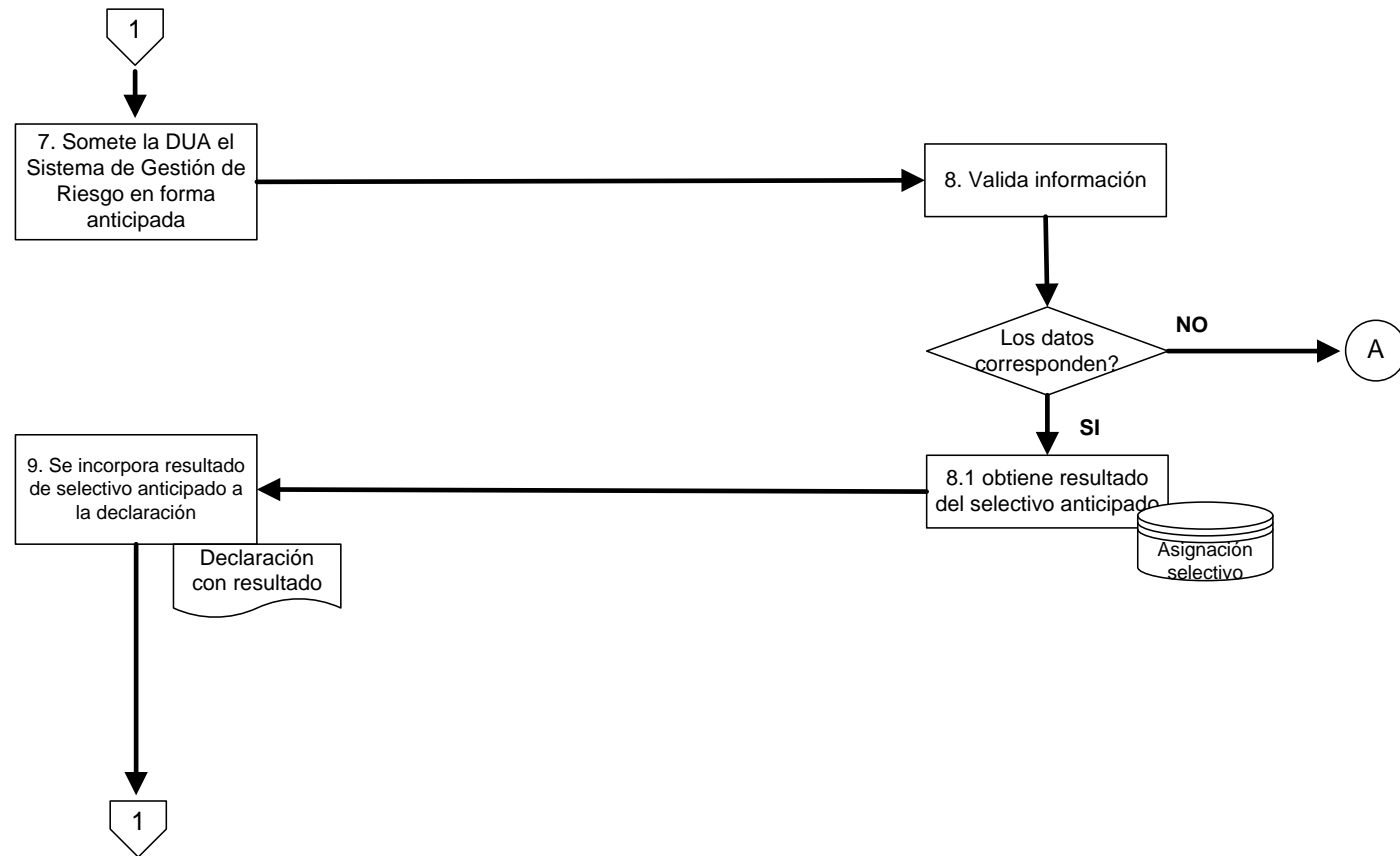 1
7. Somete la DUA el
Sistema de Gestión de
Riesgo en forma
anticipada
8. Valida información
Los datos
corresponden?
NO
A
SI
8.1 obtiene resultado
del selectivo anticipado
Asignación
selectivo
9. Se incorpora resultado
de selectivo anticipado a
la declaración
Declaración
con resultado
1